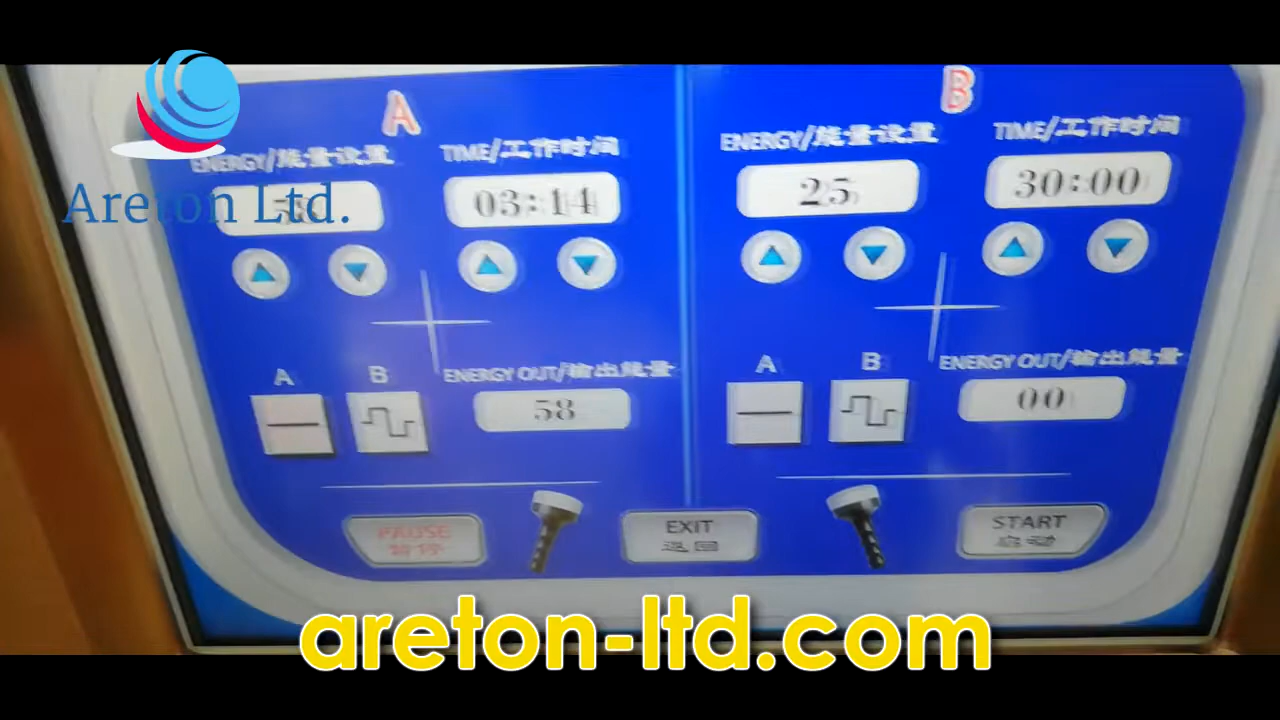 A
B
ENERGY/能量设置
TIME/工作时间
ENERGY/能量设置
TIME/工作时间
Areton Ltd.
03:14
25
30:00
A
B
ENERGY OUT/输出能量
A
B
ENERGY OUT/输出能量
58
00
PAUSE
暂停
EXIT
返回
START
启动
areton-ltd.com